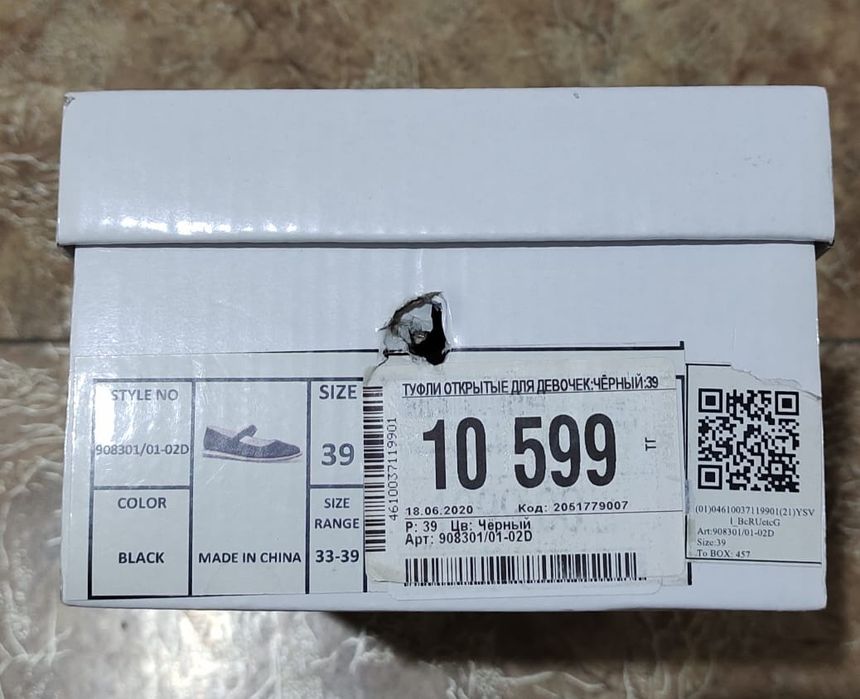 STYLE NO
908301/01-02D
COLOR
BLACK
MADE IN CHINA
SIZE
39
SIZE
RANGE
33-39
4610037119901
ТУФЛИ ОТКРЫТЫЕ ДЛЯ ДЕВОЧЕК:ЧЁРНЫЙ:39
10 599
ТГ
18.06.2020 Код: 2051779007
Р: 39 Цв: Чёрный
Арт: 908301/01-02D
(01)04610037119901(21)YSV
l_BcRUetcG
Art:908301/01-02D
Size:39
To BOX: 457